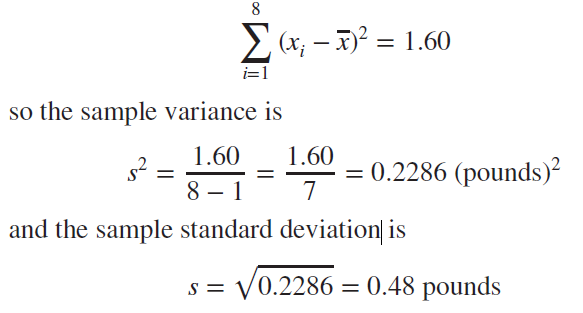 8
∑ (xᵢ − x̄)² = 1.60
i=1
so the sample variance is
s² = 1.60 / 8 − 1 = 1.60 / 7 = 0.2286 (pounds)²
and the sample standard deviation is
s = √0.2286 = 0.48 pounds